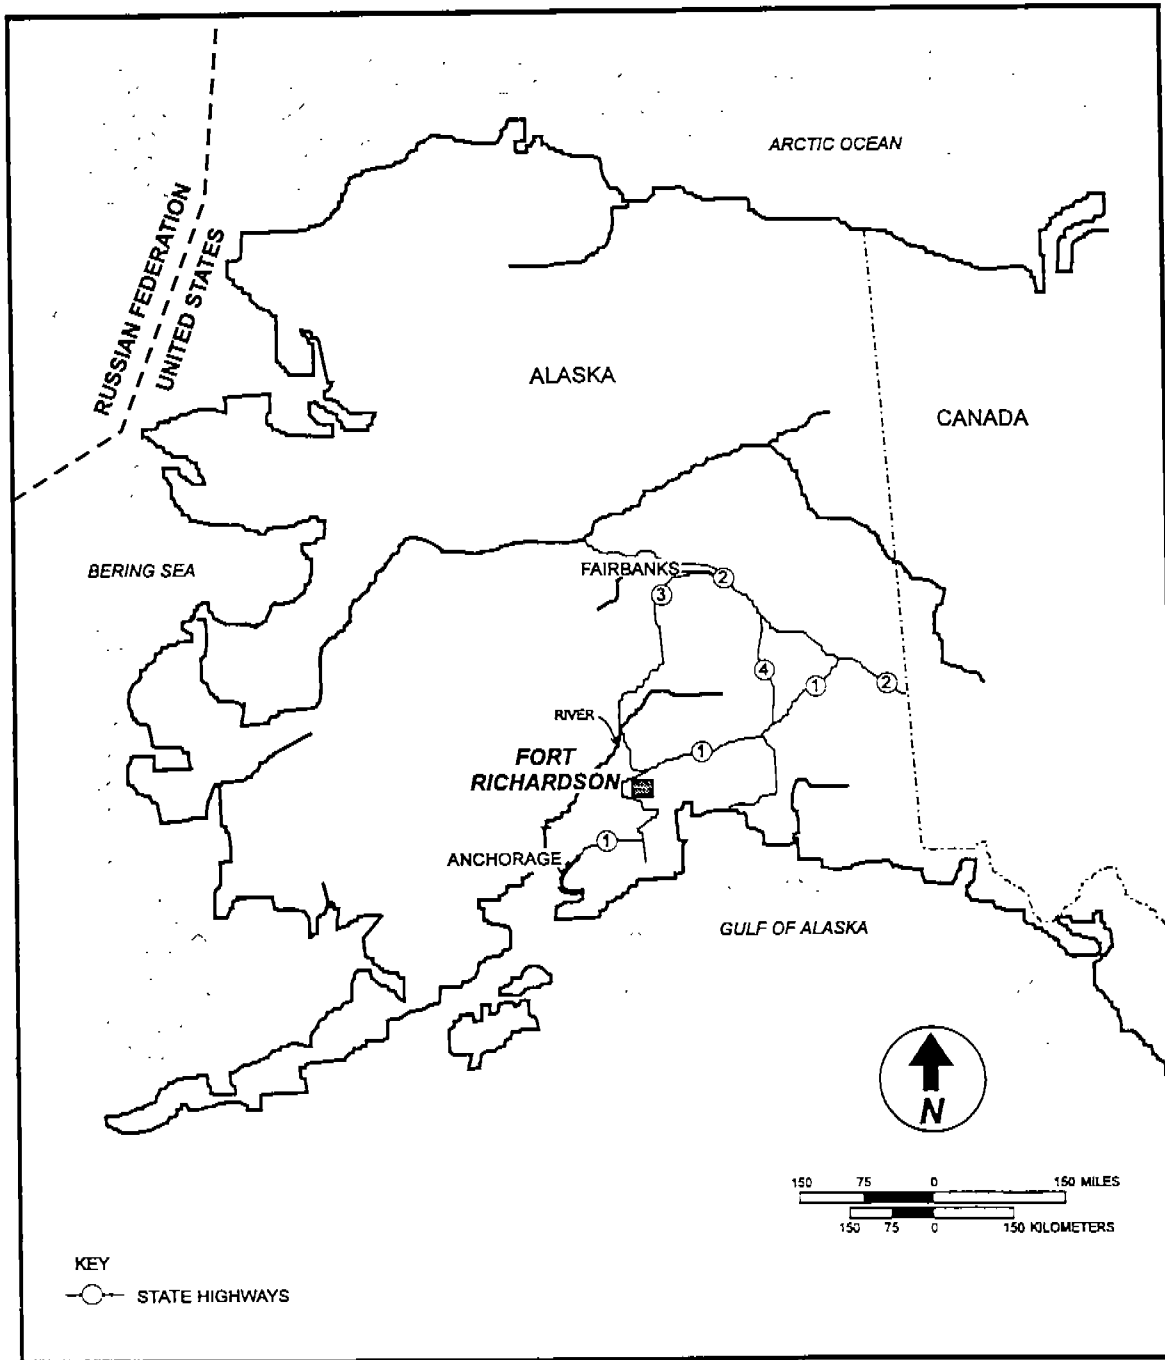 ARCTIC OCEAN
RUSSIAN FEDERATION
UNITED STATES
ALASKA
CANADA
BERING SEA
FAIRBANKS
2
3
4
1
2
RIVER
FORT
RICHARDSON
1
1
ANCHORAGE
GULF OF ALASKA
N
150 75 0 150 MILES
150 75 0 150 KILOMETERS
KEY
STATE HIGHWAYS